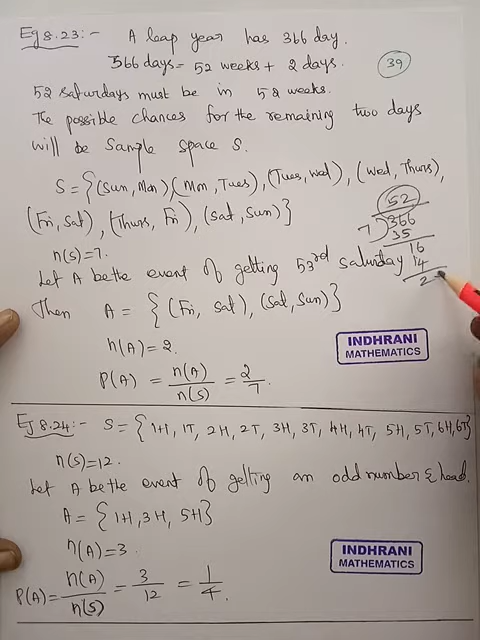 Eg 8.23:- A leap year has 366 day.
366 days = 52 weeks + 2 days.
39
52 saturdays must be in 52 weeks.
The possible chances for the remaining two days
will be Sample Space S.
S = {(Sun, Mon) (Mon, Tues), (Tues, Wed), (Wed, Thurs),
(Fri, Sat), (Thurs, Fri), (Sat, Sun)}
n(S) = 7.
52
7)366
35
16
14
2
Let A be the event of getting 53rd saturday
Then A = {(Fri, sat), (Sat, Sun)}
n(A) = 2.
P(A) = n(A)/n(S) = 2/7.
INDHRANI
MATHEMATICS
Eg 8.24:- S = {1H, 1T, 2H, 2T, 3H, 3T, 4H, 4T, 5H, 5T, 6H, 6T}
n(S) = 12.
Let A be the event of getting an odd number & head.
A = {1H, 3H, 5H}
n(A) = 3.
P(A) = n(A)/n(S) = 3/12 = 1/4.
INDHRANI
MATHEMATICS